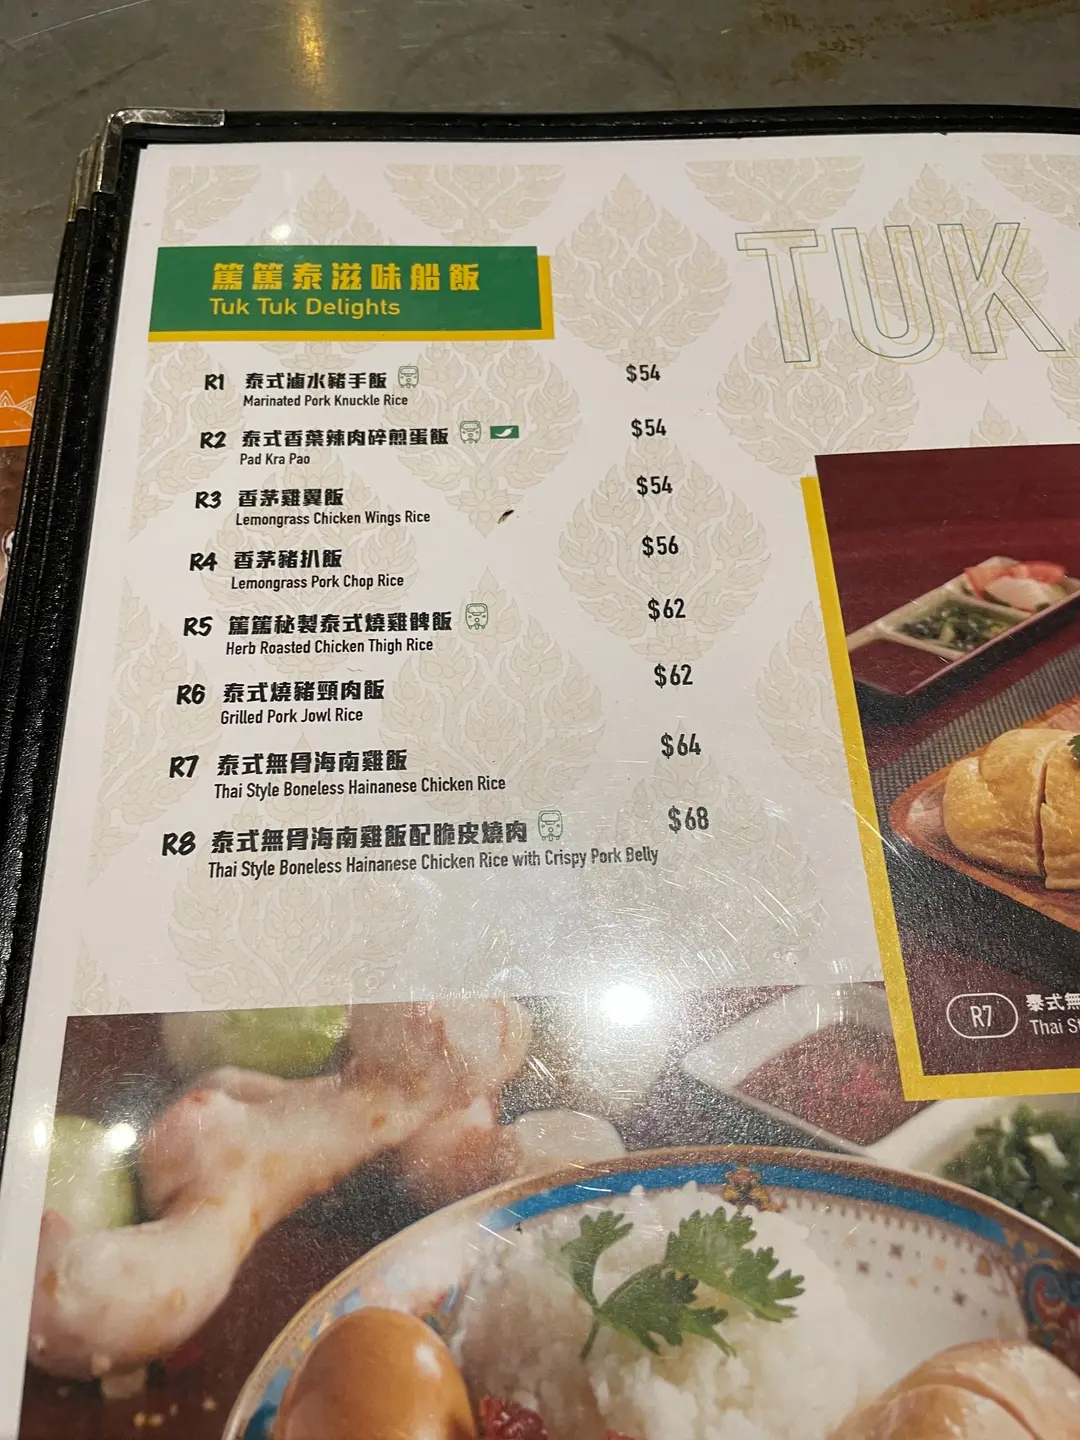 篤篤泰滋味船飯
Tuk Tuk Delights
TUK
R1 泰式滷水豬手飯 $54
Marinated Pork Knuckle Rice
R2 泰式香葉辣肉碎煎蛋飯 $54
Pad Kra Pao
R3 香茅雞翼飯 $54
Lemongrass Chicken Wings Rice
R4 香茅豬扒飯 $56
Lemongrass Pork Chop Rice
R5 篤篤秘製泰式燒雞髀飯 $62
Herb Roasted Chicken Thigh Rice
R6 泰式燒豬頸肉飯 $62
Grilled Pork Jowl Rice
R7 泰式無骨海南雞飯 $64
Thai Style Boneless Hainanese Chicken Rice
R8 泰式無骨海南雞飯配脆皮燒肉 $68
Thai Style Boneless Hainanese Chicken Rice with Crispy Pork Belly
R7 泰式無
Thai